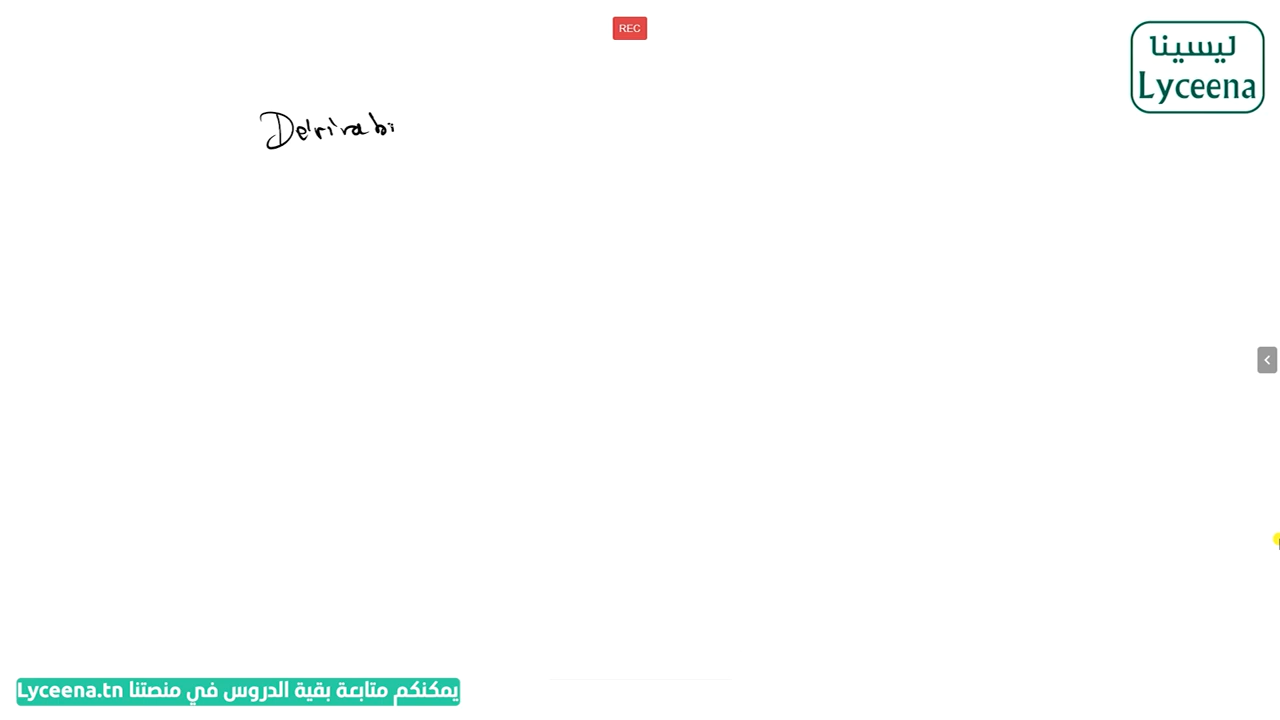 REC
ليسينا
Lyceena
Dérivabi
يمكنكم متابعة بقية الدروس في منصتنا Lyceena.tn